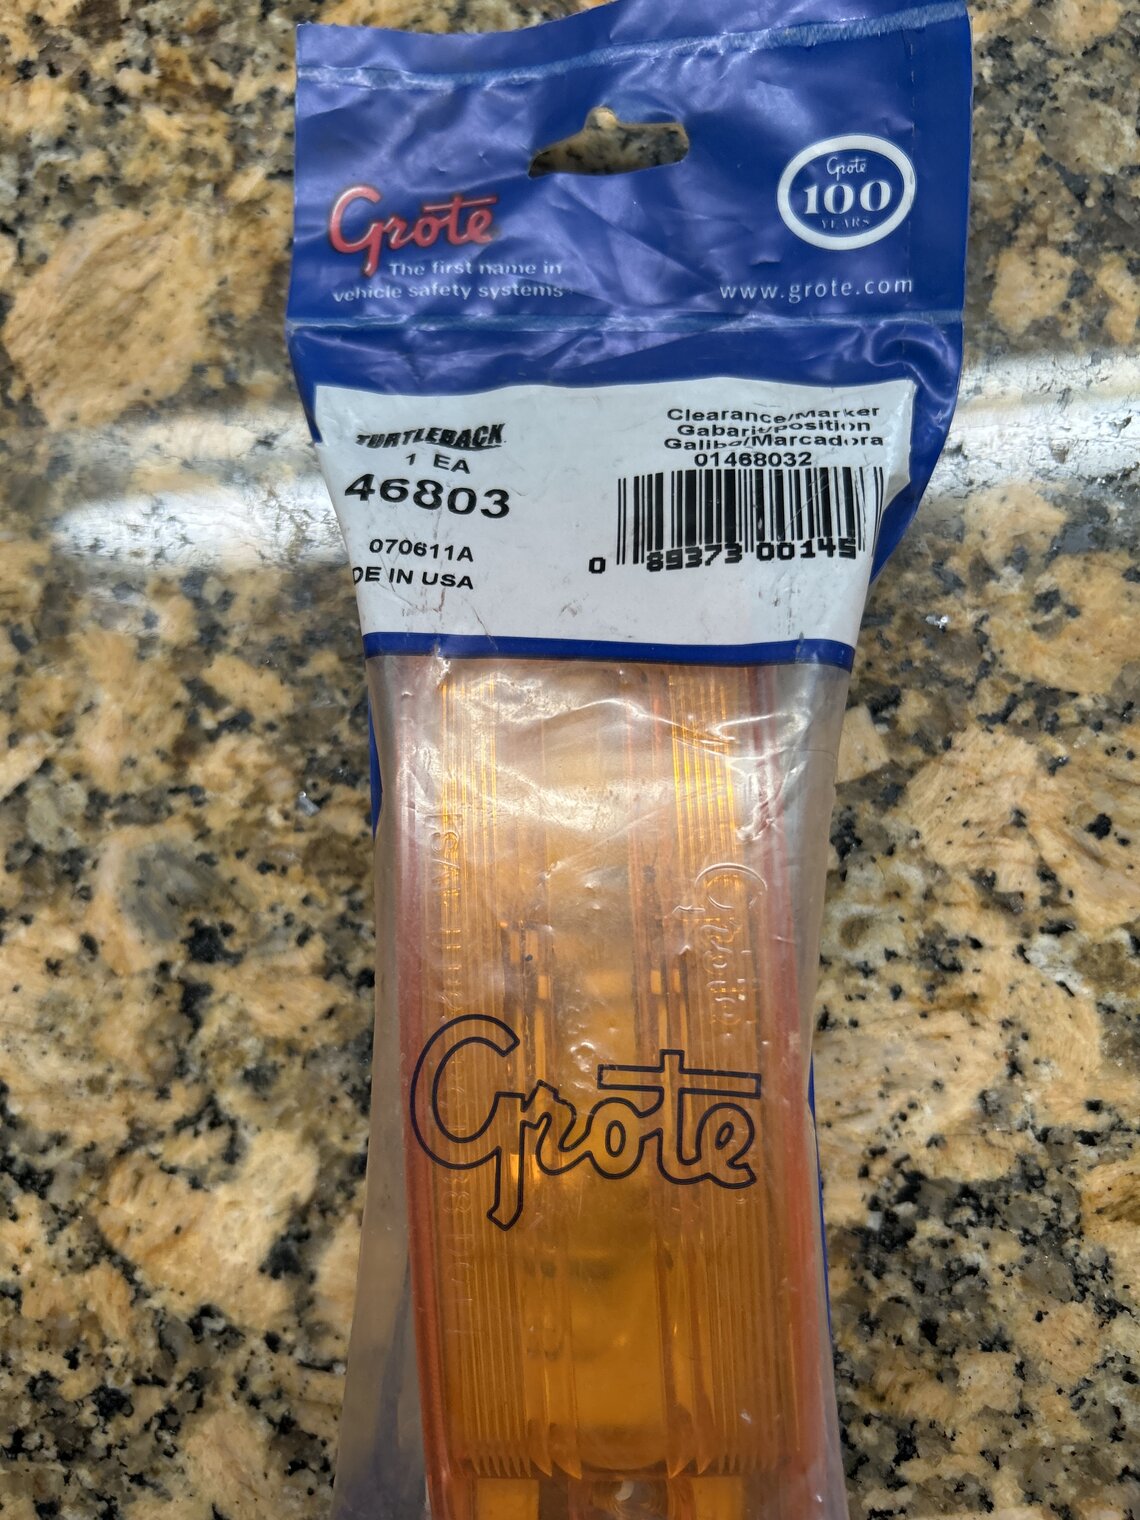 Grote
100
YEARS
Grote
The first name in
vehicle safety systems
www.grote.com
TURTLEBACK
1 EA
46803
070611A
DE IN USA
Clearance/Marker
Gabarit/Position
Galibo/Marcadora
01468032
0 89373 00145
Grote
Grote